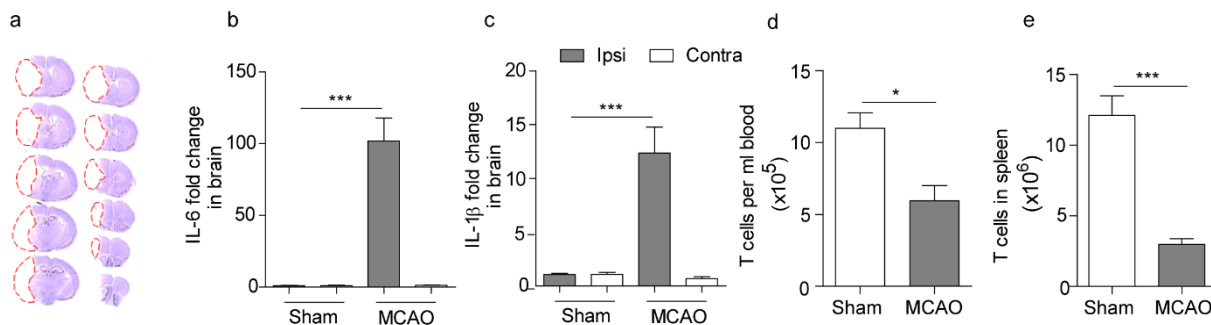 a
b
IL-6 fold change
in brain
150
100
50
0
***
Sham
MCAO
c
IL-1β fold change
in brain
20
15
10
5
0
Ipsi
Contra
***
Sham
MCAO
d
T cells per ml blood
(x10⁵)
15
10
5
0
*
Sham
MCAO
e
T cells in spleen
(x10⁶)
15
10
5
0
***
Sham
MCAO